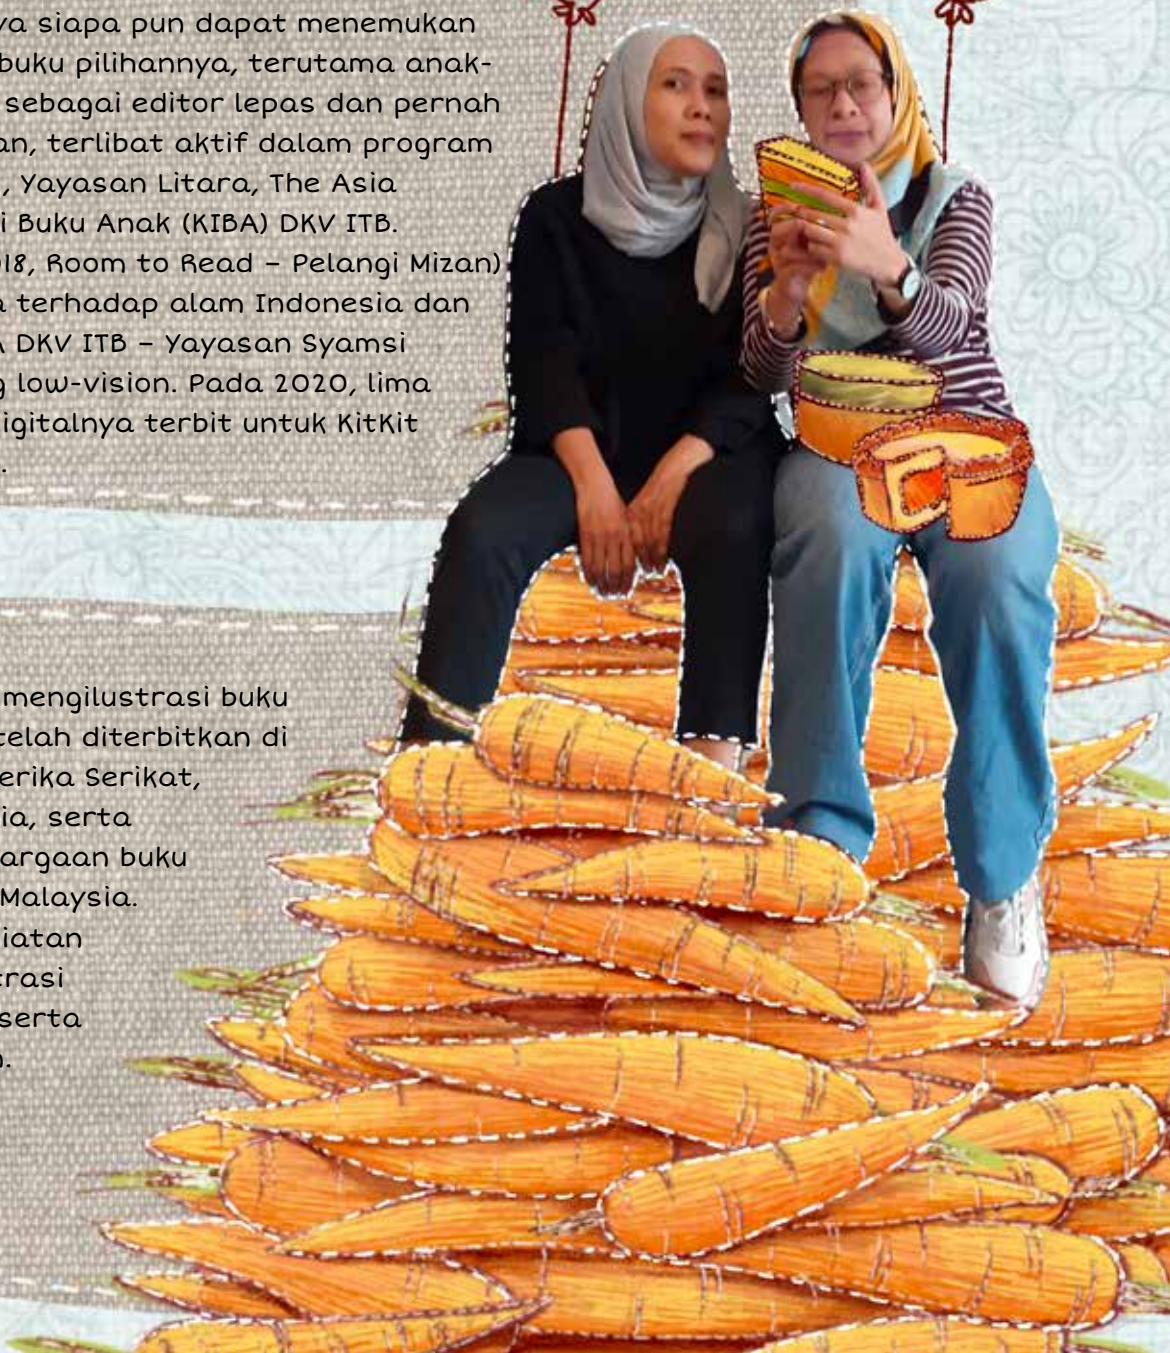 siapa pun dapat menemukan
buku pilihannya, terutama anak-
sebagai editor lepas dan pernah
terlibat aktif dalam program
, Yayasan Litara, The Asia
i Buku Anak (KIBA) DKV ITB.
18, Room to Read – Pelangi Mizan)
terhadap alam Indonesia dan
DKV ITB – Yayasan Syamsi
g low-vision. Pada 2020, lima
igitalnya terbit untuk KitKit
.
mengilustrasi buku
telah diterbitkan di
erika Serikat,
ia, serta
argaan buku
Malaysia.
iatan
rasi
serta
.